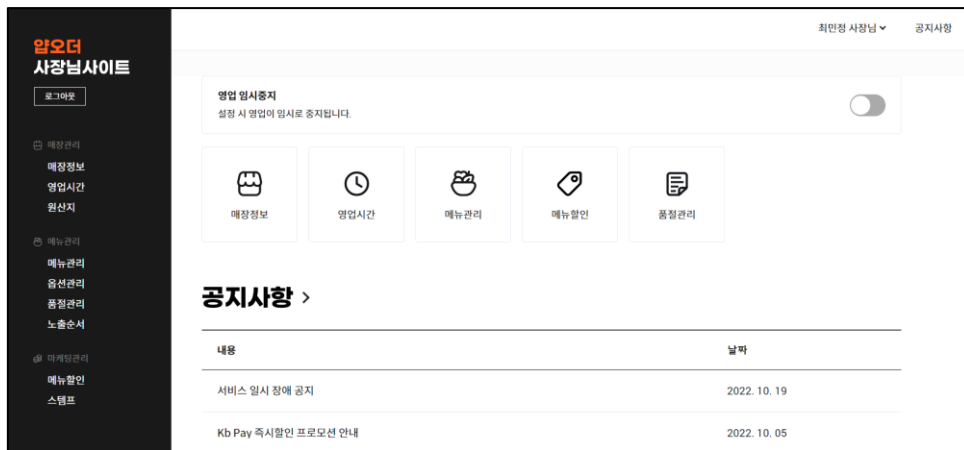 얍오더
사장님사이트
로그아웃
매장관리
매장정보
영업시간
원산지
메뉴관리
메뉴관리
옵션관리
품절관리
노출순서
마케팅관리
메뉴할인
스템프
최민정 사장님
공지사항
영업 임시중지
설정 시 영업이 임시로 중지됩니다.
매장정보
영업시간
메뉴관리
메뉴할인
품절관리
공지사항 >
내용 날짜
서비스 일시 장애 공지 2022. 10. 19
Kb Pay 즉시할인 프로모션 안내 2022. 10. 05